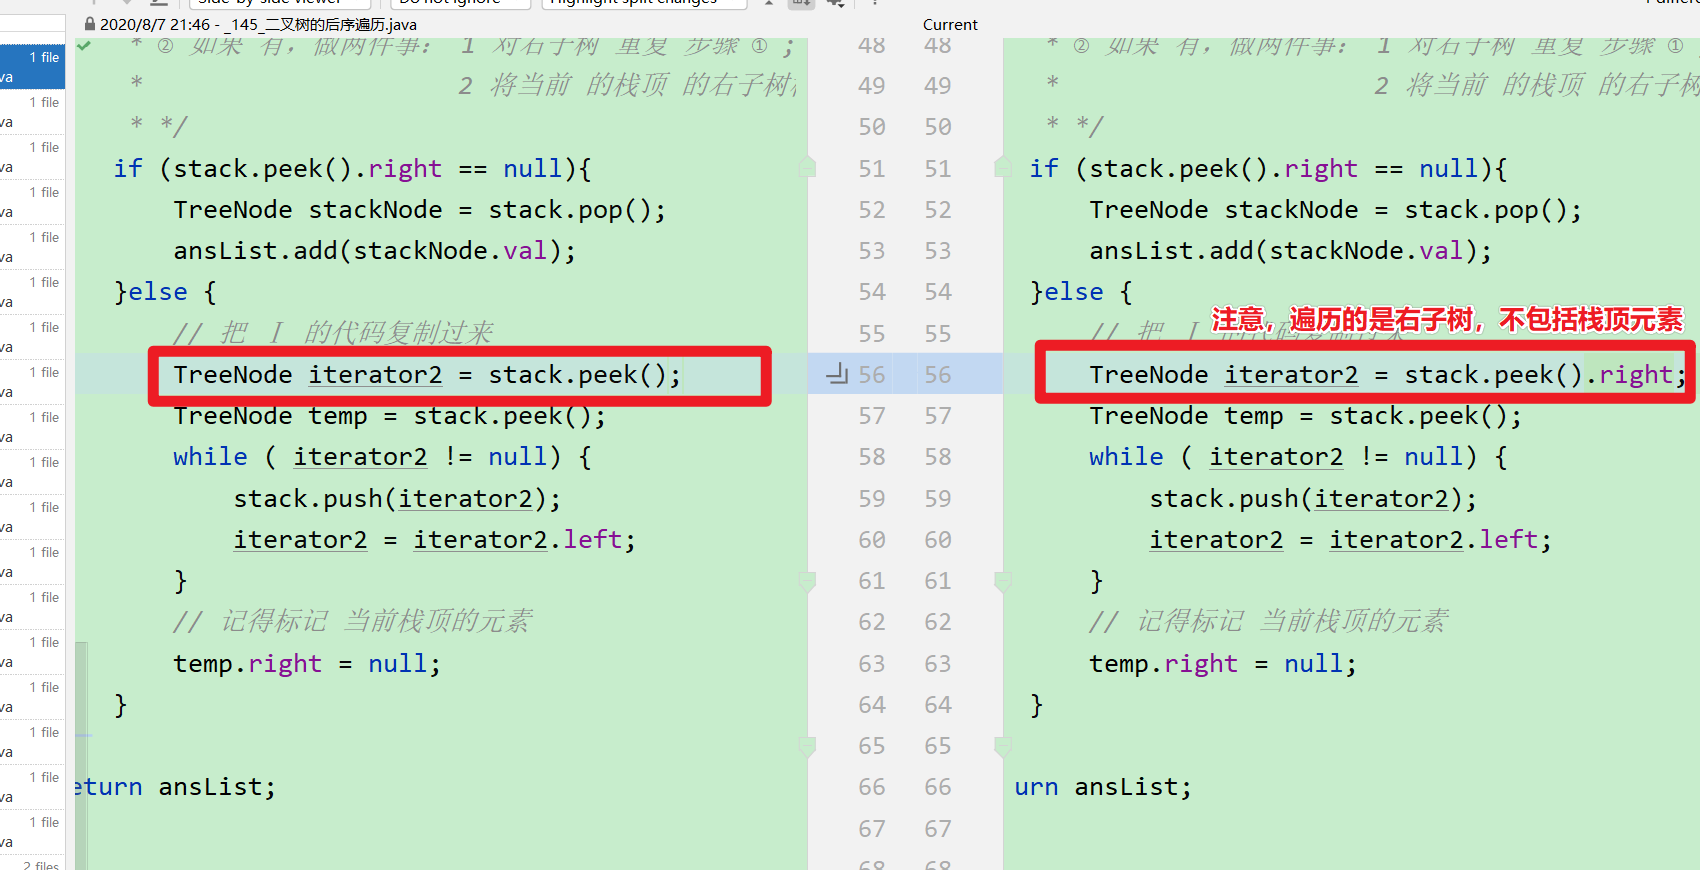 Side-by-side viewer
Do not ignore
Highlight split changes
2020/8/7 21:46 - _145_二叉树的后序遍历.java
Current
* ② 如果 有，做两件事： 1 对右子树 重复 步骤 ① ；
48 48
* ② 如果 有，做两件事： 1 对右子树 重复 步骤 ①
* 2 将当前 的栈顶 的右子树
49 49
* 2 将当前 的栈顶 的右子树
* */
50 50
* */
if (stack.peek().right == null){
51 51
if (stack.peek().right == null){
TreeNode stackNode = stack.pop();
52 52
TreeNode stackNode = stack.pop();
ansList.add(stackNode.val);
53 53
ansList.add(stackNode.val);
}else {
54 54
}else {
注意，遍历的是右子树，不包括栈顶元素
// 把 I 的代码复制过来
55 55
// 把 I 的代码复制过来
TreeNode iterator2 = stack.peek();
56 56
TreeNode iterator2 = stack.peek().right;
TreeNode temp = stack.peek();
57 57
TreeNode temp = stack.peek();
while ( iterator2 != null) {
58 58
while ( iterator2 != null) {
stack.push(iterator2);
59 59
stack.push(iterator2);
iterator2 = iterator2.left;
60 60
iterator2 = iterator2.left;
}
61 61
}
// 记得标记 当前栈顶的元素
62 62
// 记得标记 当前栈顶的元素
temp.right = null;
63 63
temp.right = null;
}
64 64
}
65 65
eturn ansList;
66 66
urn ansList;
67 67
68 68
1 file
va
1 file
va
1 file
va
1 file
va
1 file
va
1 file
va
1 file
va
1 file
va
1 file
va
1 file
va
1 file
va
1 file
va
1 file
va
1 file
va
1 file
va
1 file
va
1 file
va
1 file
va
2 files